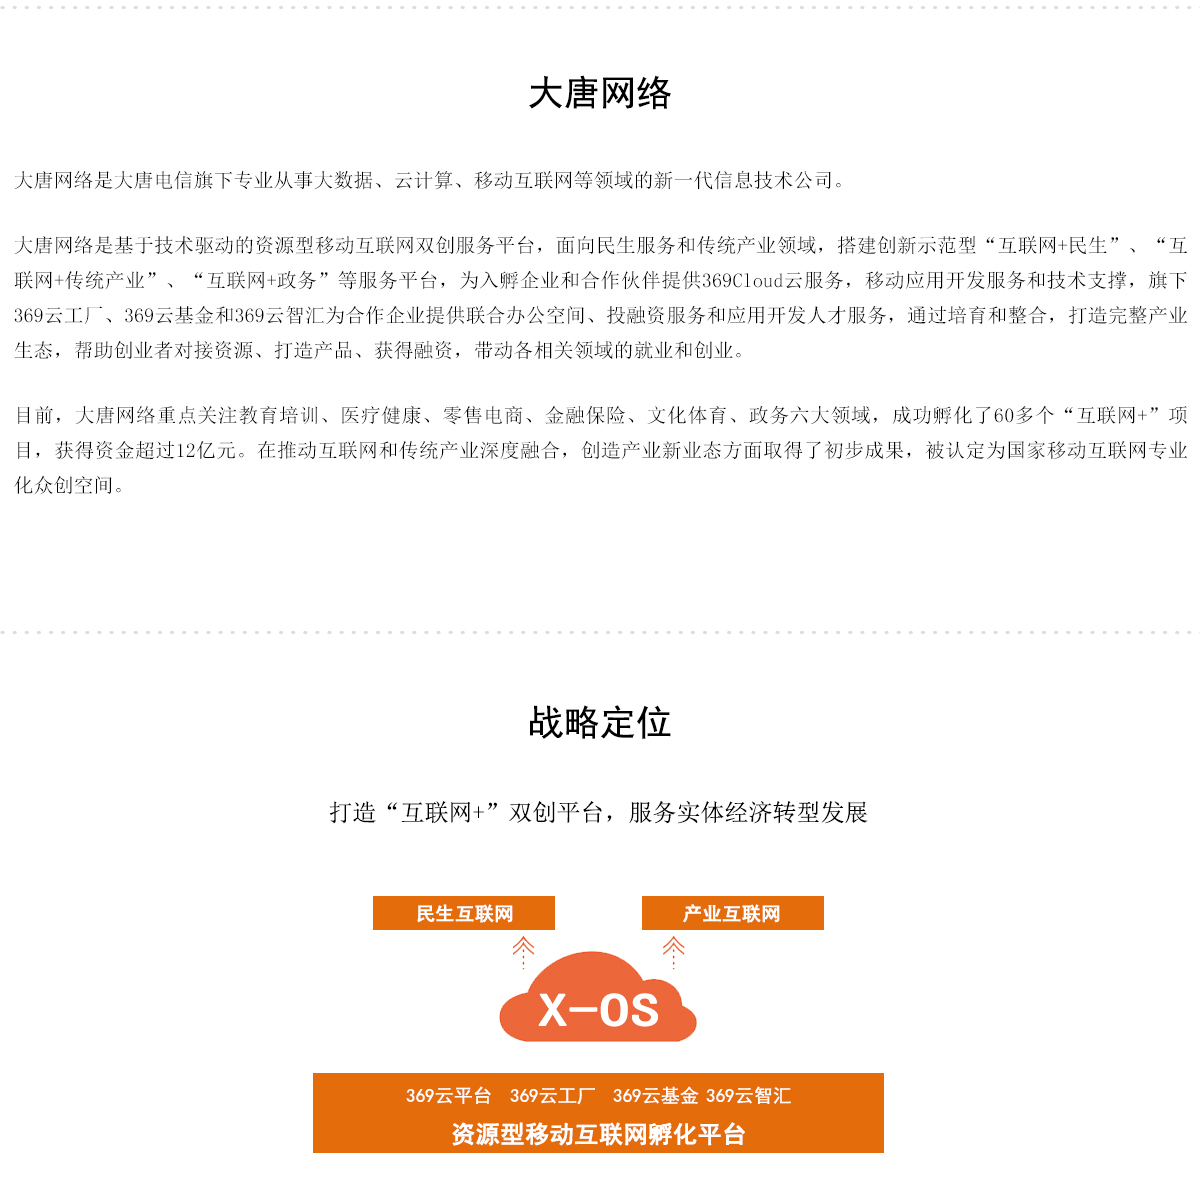 大唐网络
大唐网络是大唐电信旗下专业从事大数据、云计算、移动互联网等领域的新一代信息技术公司。
大唐网络是基于技术驱动的资源型移动互联网双创服务平台，面向民生服务和传统产业领域，搭建创新示范型“互联网+民生”、“互
联网+传统产业”、“互联网+政务”等服务平台，为入孵企业和合作伙伴提供369Cloud云服务，移动应用开发服务和技术支撑，旗下
369云工厂、369云基金和369云智汇为合作企业提供联合办公空间、投融资服务和应用开发人才服务，通过培育和整合，打造完整产业
生态，帮助创业者对接资源、打造产品、获得融资，带动各相关领域的就业和创业。
目前，大唐网络重点关注教育培训、医疗健康、零售电商、金融保险、文化体育、政务六大领域，成功孵化了60多个“互联网+”项
目，获得资金超过12亿元。在推动互联网和传统产业深度融合，创造产业新业态方面取得了初步成果，被认定为国家移动互联网专业
化众创空间。
战略定位
打造“互联网+”双创平台，服务实体经济转型发展
民生互联网 产业互联网
X-OS
369云平台 369云工厂 369云基金 369云智汇
资源型移动互联网孵化平台